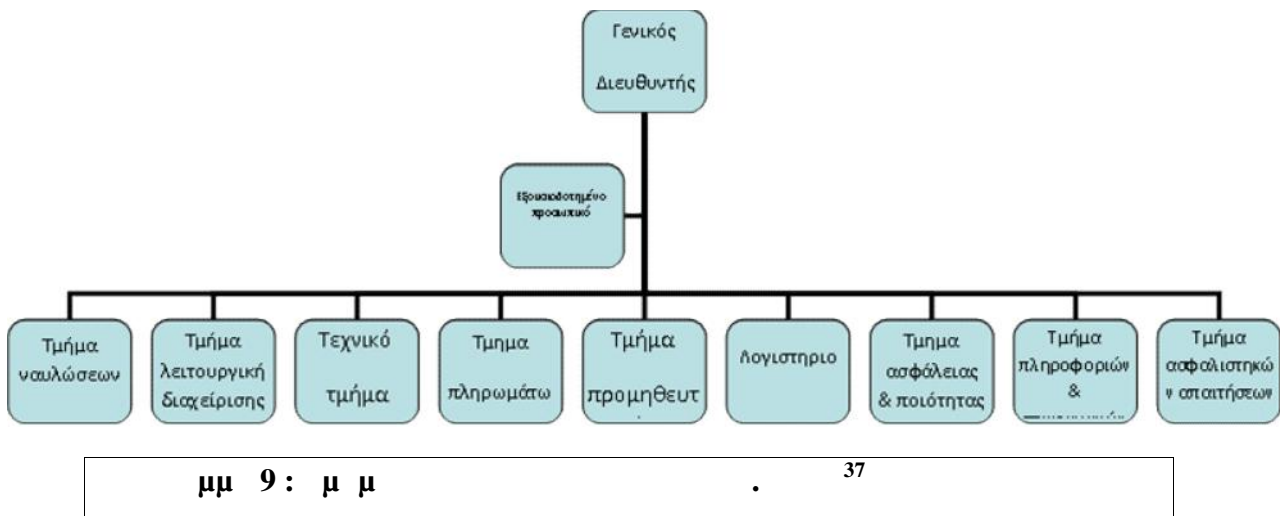 Γενικός
Διευθυντής
Εξουσιοδοτημένο
προσωπικό
Τμήμα
ναυλώσεων
Τμήμα
λειτουργική
διαχείρισης
Τεχνικό
τμήμα
Τμημα
πληρωμάτω
Τμήμα
προμηθευτ
Λογιστηριο
Τμημα
ασφάλειας
& ποιότητας
Τμήμα
πληροφοριών
&
Τμήμα
ασφαλιστηκώ
ν απαιτήσεων
μμ 9 : μ μ . 37